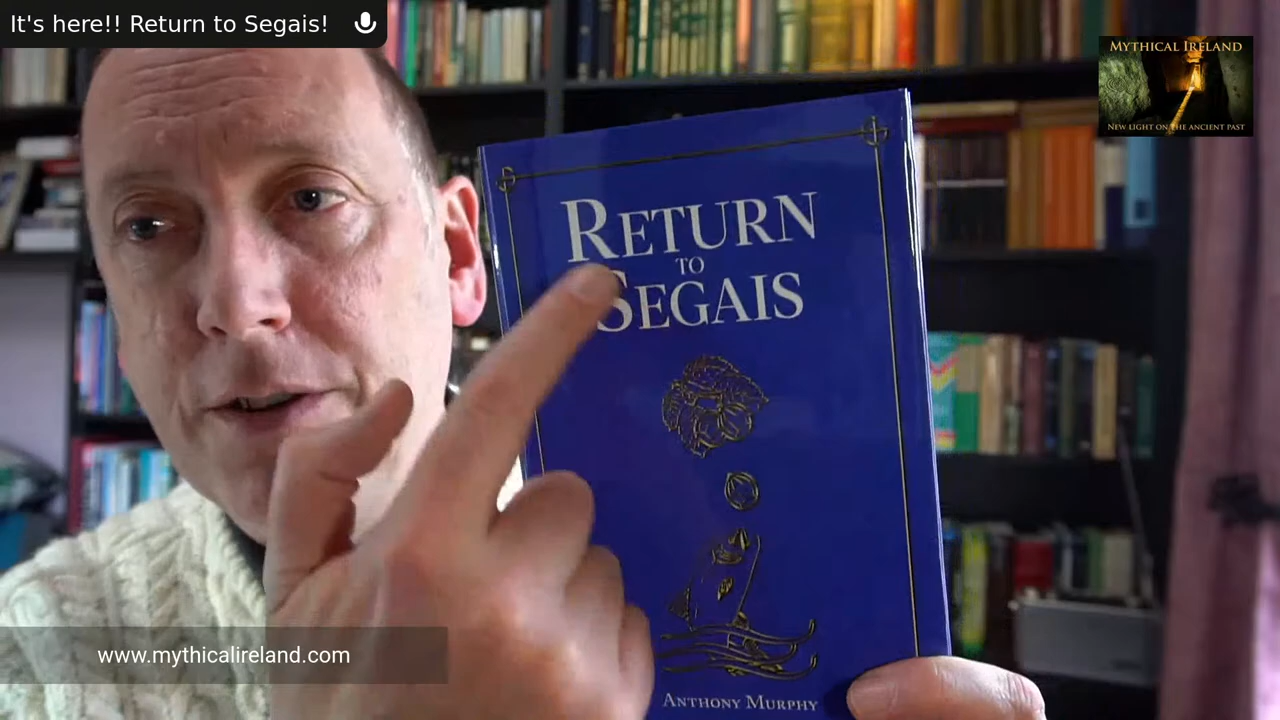 It's here!! Return to Segais!
MYTHICAL IRELAND
NEW LIGHT ON THE ANCIENT PAST
RETURN
TO
SEGAIS
ANTHONY MURPHY
www.mythicalireland.com